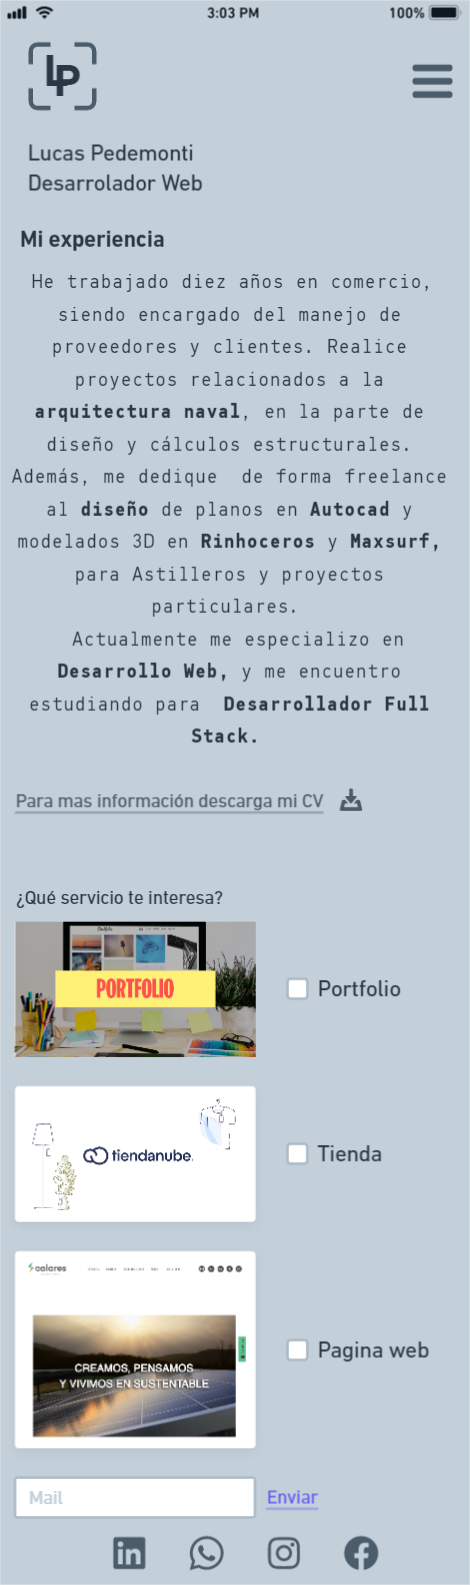 3:03 PM 100%
LP
Lucas Pedemonti
Desarrolador Web
Mi experiencia
He trabajado diez años en comercio,
siendo encargado del manejo de
proveedores y clientes. Realice
proyectos relacionados a la
arquitectura naval, en la parte de
diseño y cálculos estructurales.
Además, me dedique de forma freelance
al diseño de planos en Autocad y
modelados 3D en Rinhoceros y Maxsurf,
para Astilleros y proyectos
particulares.
Actualmente me especializo en
Desarrollo Web, y me encuentro
estudiando para Desarrollador Full
Stack.
Para mas información descarga mi CV
¿Qué servicio te interesa?
Portfolio
PORTFOLIO
Portfolio
tiendanube
Tienda
calares
CREAMOS, PENSAMOS
Y VIVIMOS EN SUSTENTABLE
Pagina web
Mail
Enviar
in